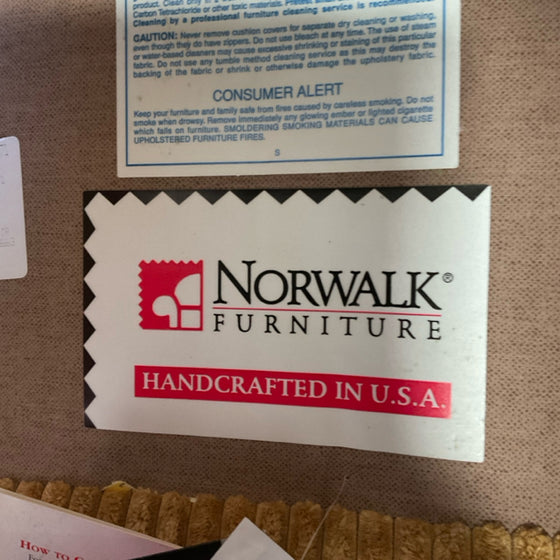 product. Clean only in a
Carbon Tetrachloride or other toxic materials.
Cleaning by a professional furniture cleaning service is recommended.
CAUTION: Never remove cushion covers for separate dry cleaning or washing,
even though they do have zippers. Do not use bleach at any time. The use of steam
or water-based cleaners may cause excessive shrinking or staining of this particular
fabric. Do not use any tumble method cleaning service as this may destroy the
backing of the fabric or shrink or otherwise damage the upholstery fabric.
CONSUMER ALERT
Keep your furniture and family safe from fires caused by careless smoking. Do not
smoke when drowsy. Remove immediately any glowing ember or lighted cigarette
which falls on furniture. SMOLDERING SMOKING MATERIALS CAN CAUSE
UPHOLSTERED FURNITURE FIRES.
S
NORWALK®
FURNITURE
HANDCRAFTED IN U.S.A.
HOW TO